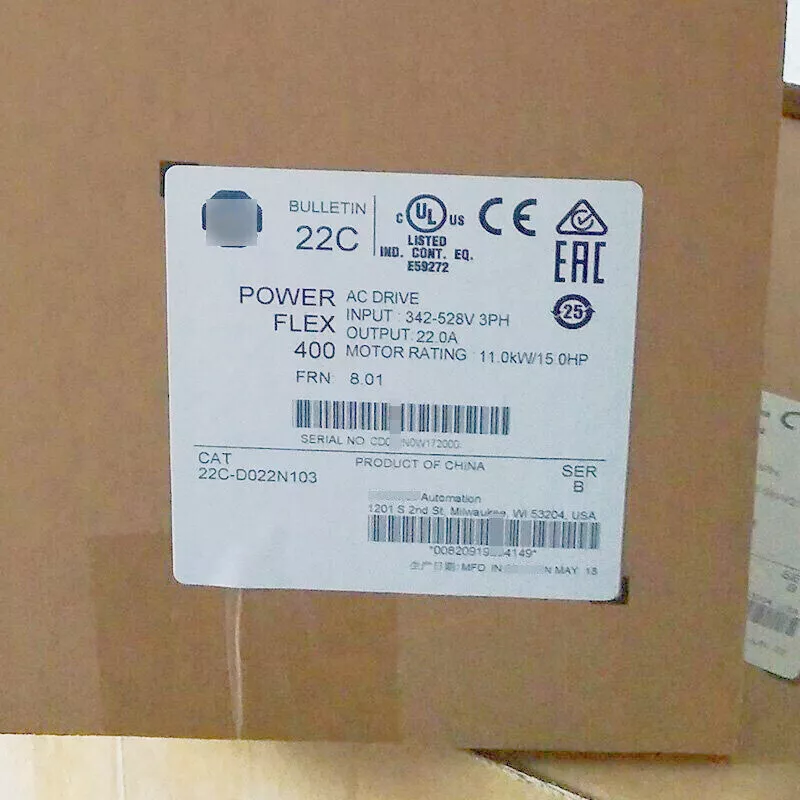 BULLETIN
22C
C UL US
LISTED
IND. CONT. EQ.
E59272
CE
EAC
25
POWER
FLEX
400
AC DRIVE
INPUT : 342-528V 3PH
OUTPUT: 22.0A
MOTOR RATING : 11.0kW/15.0HP
FRN: 8.01
SERIAL NO
CAT
22C-D022N103
PRODUCT OF CHINA
SER
B
Automation
1201 S 2nd St, Milwaukee, WI 53204, USA
生产日期: MFD IN MAY